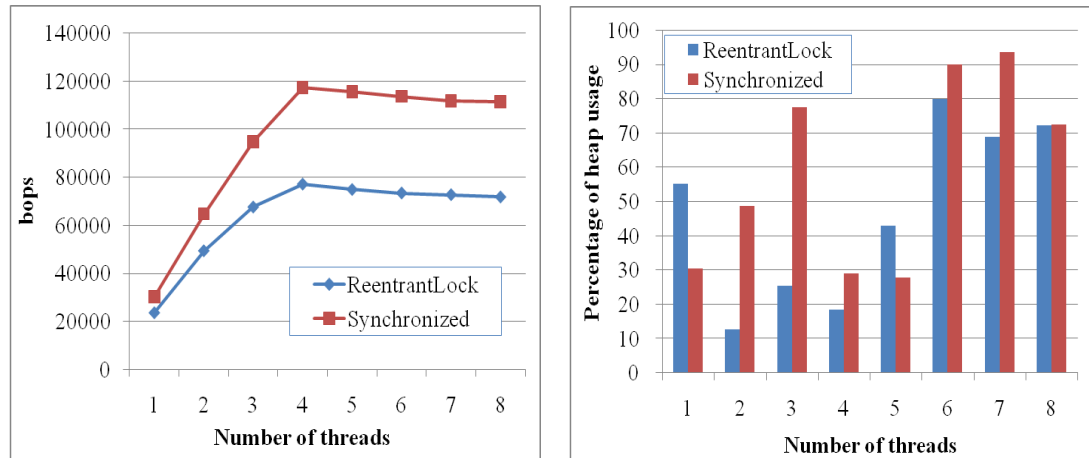 140000
120000
100000
80000
60000
40000
20000
0
bops
ReentrantLock
Synchronized
1 2 3 4 5 6 7 8
Number of threads
100
90
80
70
60
50
40
30
20
10
0
Percentage of heap usage
ReentrantLock
Synchronized
1 2 3 4 5 6 7 8
Number of threads